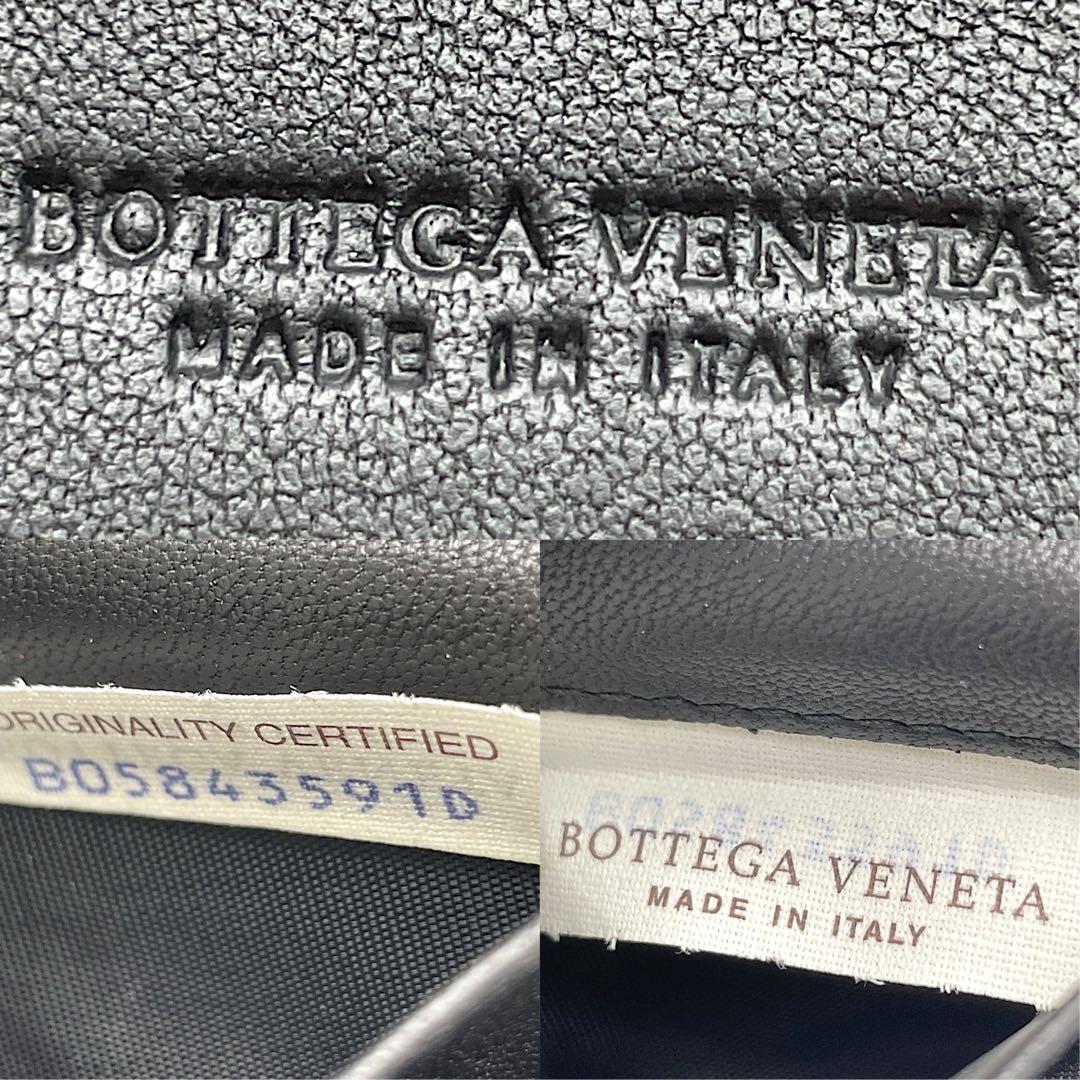 BOTTEGA VENETA
MADE IN ITALY
ORIGINALITY CERTIFIED
B05843591D
BOTTEGA VENETA
MADE IN ITALY